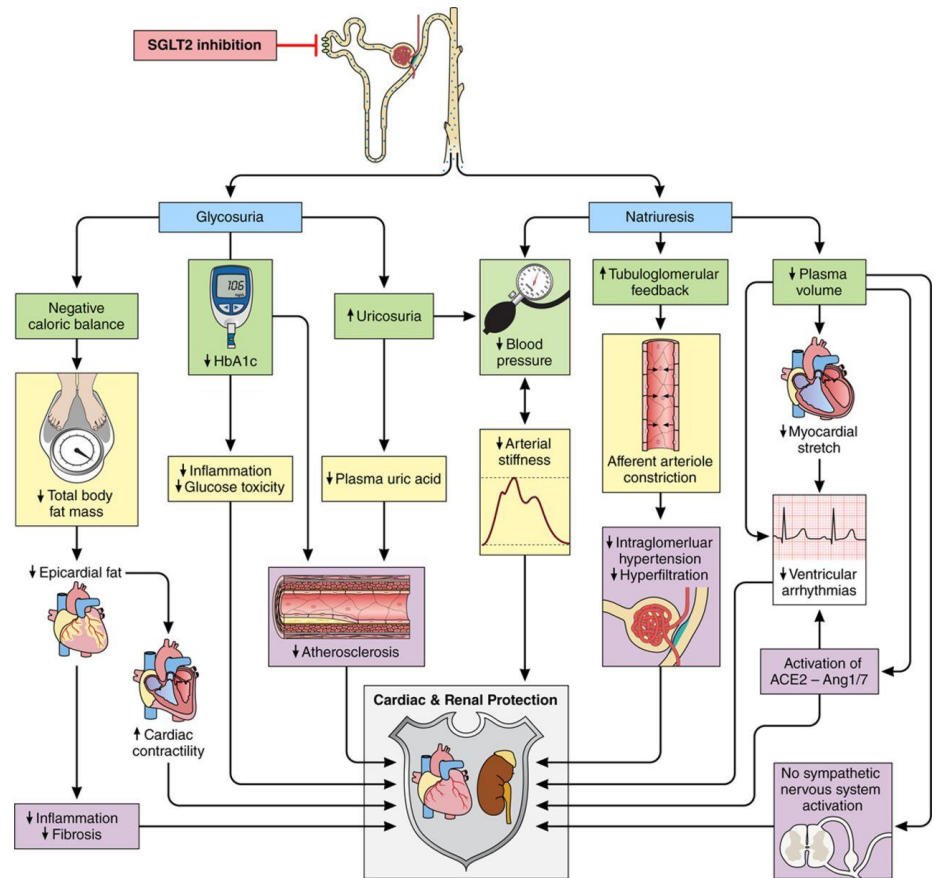 SGLT2 inhibition
Glycosuria
Natriuresis
Negative
caloric balance
106
↓ HbA1c
↑ Uricosuria
↓ Blood
pressure
↑ Tubuloglomerular
feedback
↓ Plasma
volume
↓ Total body
fat mass
↓ Inflammation
↓ Glucose toxicity
↓ Plasma uric acid
↓ Arterial
stiffness
Afferent arteriole
constriction
↓ Myocardial
stretch
↓ Epicardial fat
↑ Cardiac
contractility
↓ Atherosclerosis
↓ Intraglomerluar
hypertension
↓ Hyperfiltration
↓ Ventricular
arrhythmias
Activation of
ACE2 – Ang1/7
Cardiac & Renal Protection
↓ Inflammation
↓ Fibrosis
No sympathetic
nervous system
activation